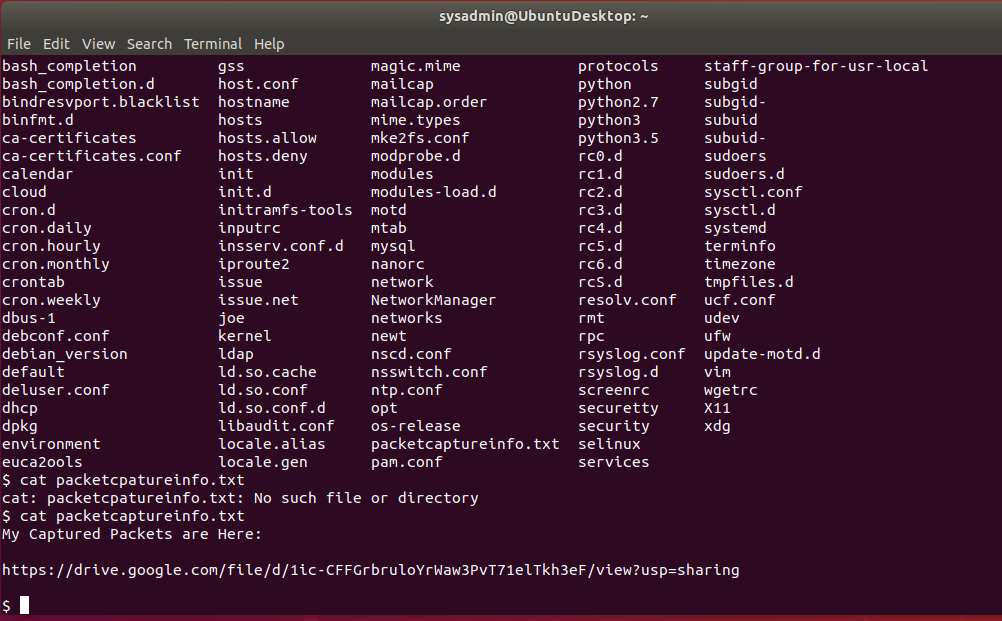 sysadmin@UbuntuDesktop: ~
File Edit View Search Terminal Help
bash_completion gss magic.mime protocols staff-group-for-usr-local
bash_completion.d host.conf mailcap python subgid
bindresvport.blacklist hostname mailcap.order python2.7 subgid-
binfmt.d hosts mime.types python3 subuid
ca-certificates hosts.allow mke2fs.conf python3.5 subuid-
ca-certificates.conf hosts.deny modprobe.d rc0.d sudoers
calendar init modules rc1.d sudoers.d
cloud init.d modules-load.d rc2.d sysctl.conf
cron.d initramfs-tools motd rc3.d sysctl.d
cron.daily inputrc mtab rc4.d systemd
cron.hourly insserv.conf.d mysql rc5.d terminfo
cron.monthly iproute2 nanorc rc6.d timezone
crontab issue network rcS.d tmpfiles.d
cron.weekly issue.net NetworkManager resolv.conf ucf.conf
dbus-1 joe networks rmt udev
debconf.conf kernel newt rpc ufw
debian_version ldap nscd.conf rsyslog.conf update-motd.d
default ld.so.cache nsswitch.conf rsyslog.d vim
deluser.conf ld.so.conf ntp.conf screenrc wgetrc
dhcp ld.so.conf.d opt securetty X11
dpkg libaudit.conf os-release security xdg
environment locale.alias packetcaptureinfo.txt selinux
euca2ools locale.gen pam.conf services
$ cat packetcpatureinfo.txt
cat: packetcpatureinfo.txt: No such file or directory
$ cat packetcaptureinfo.txt
My Captured Packets are Here:
https://drive.google.com/file/d/1ic-CFFGrbruloYrWaw3PvT71elTkh3eF/view?usp=sharing
$